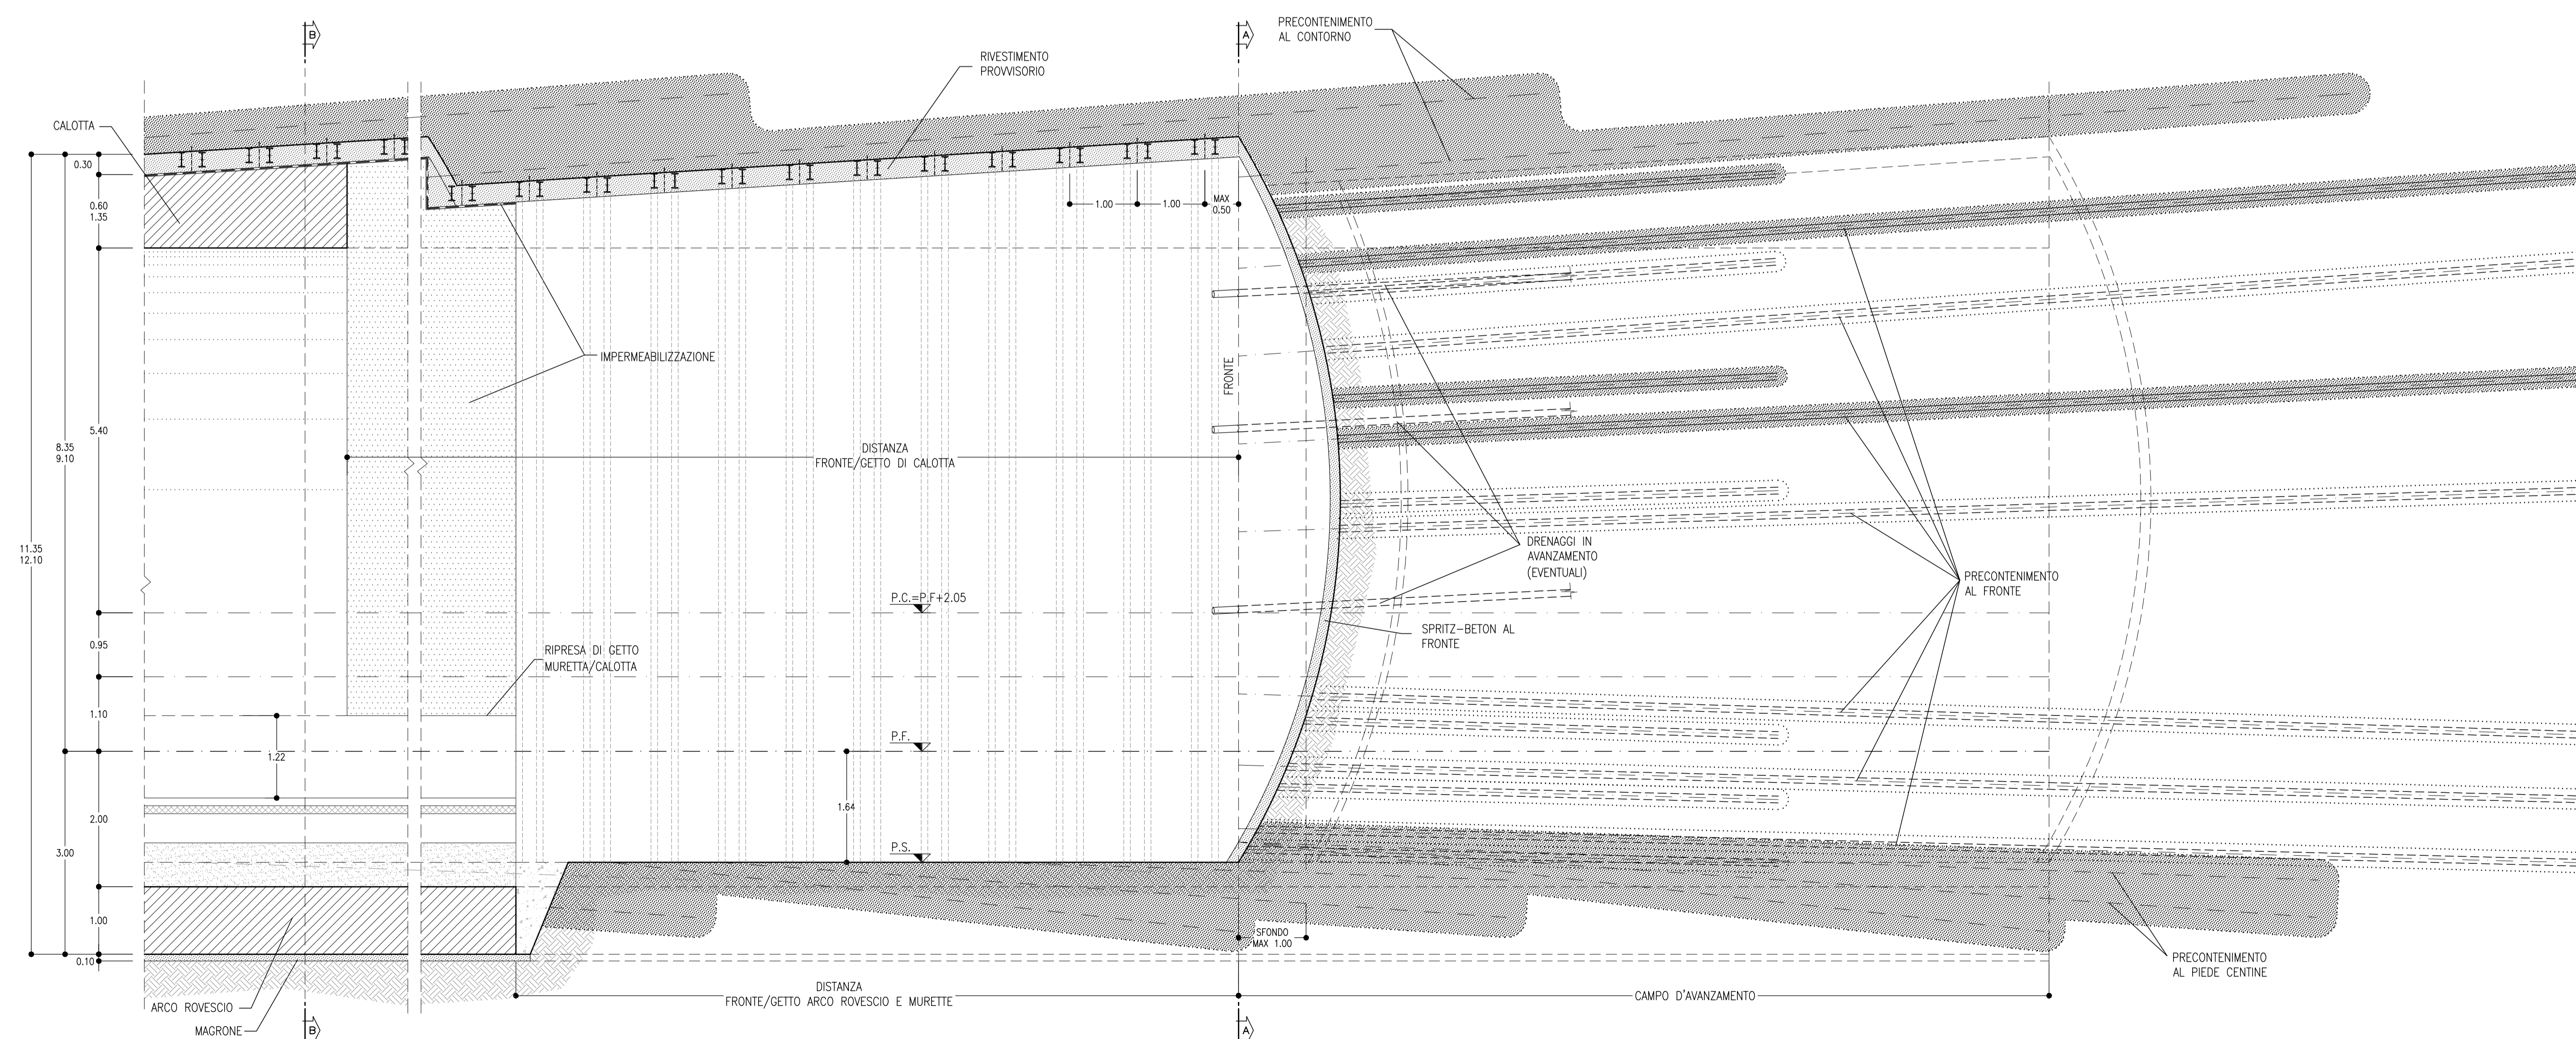 B
A
PRECONTENIMENTO
AL CONTORNO
RIVESTIMENTO
PROVVISORIO
CALOTTA
0.30
0.60
1.35
1.00
1.00
MAX
0.50
IMPERMEABILIZZAZIONE
FRONTE
5.40
8.35
9.10
DISTANZA
FRONTE/GETTO DI CALOTTA
11.35
12.10
DRENAGGI IN
AVANZAMENTO
(EVENTUALI)
PRECONTENIMENTO
AL FRONTE
P.C.=P.F+2.05
SPRITZ-BETON AL
FRONTE
0.95
RIPRESA DI GETTO
MURETTA/CALOTTA
1.10
P.F.
1.22
1.64
2.00
P.S.
3.00
1.00
SFONDO
MAX 1.00
0.10
PRECONTENIMENTO
AL PIEDE CENTINE
DISTANZA
FRONTE/GETTO ARCO ROVESCIO E MURETTE
CAMPO D'AVANZAMENTO
ARCO ROVESCIO
MAGRONE
B
A